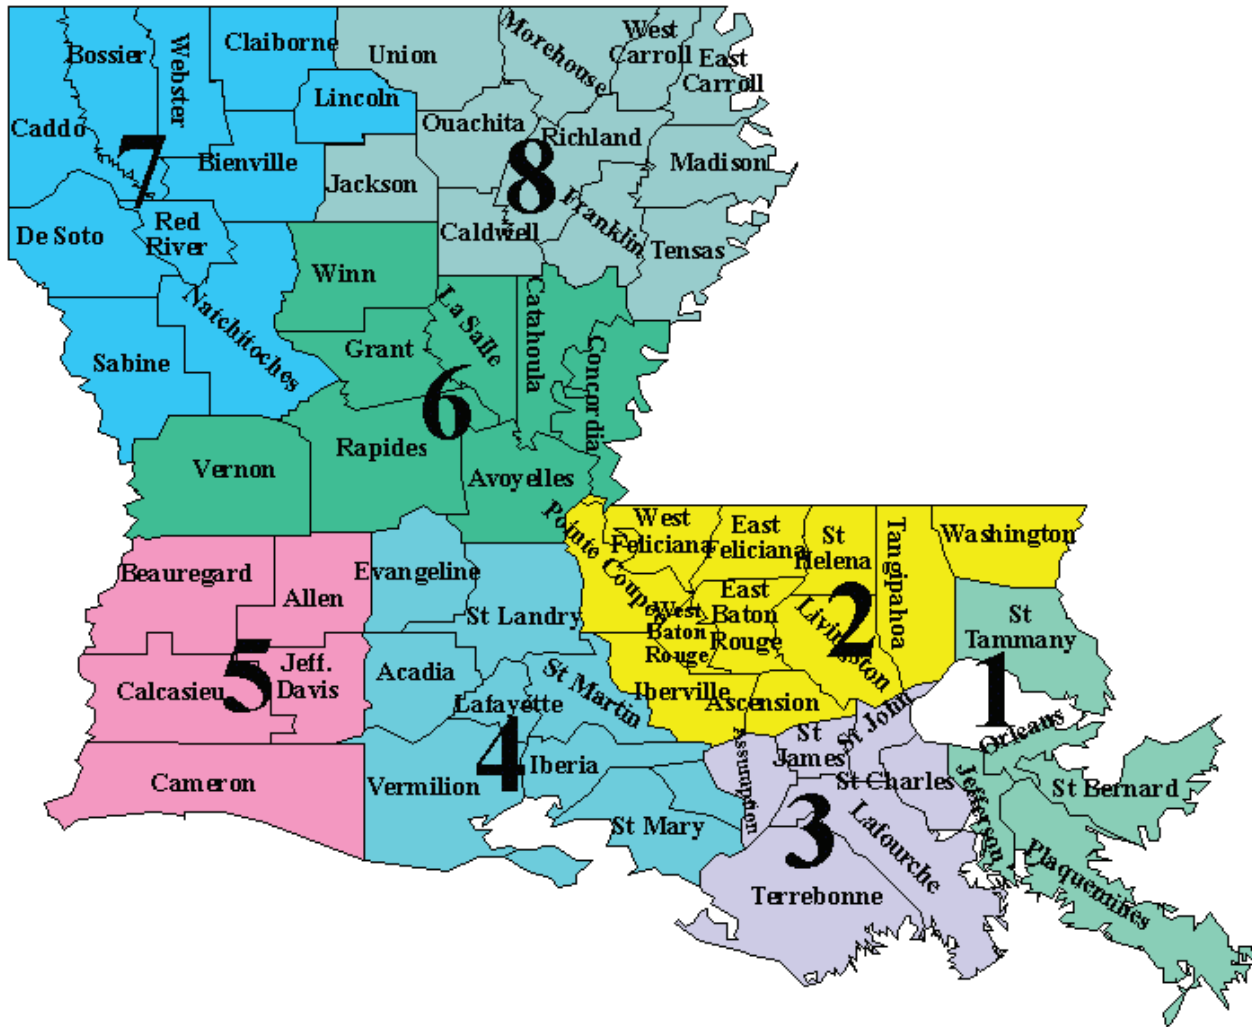 Bossier
Webster
Claiborne
Union
Morehouse
West
Carroll
East
Carroll
Caddo
Lincoln
Ouachita
Richland
Madison
7
Bienville
Jackson
8
Franklin
De Soto
Red
River
Caldwell
Tensas
Winn
Natchitoches
La Salle
Catahoula
Sabine
Grant
Concordia
6
Vernon
Rapides
Avoyelles
Pointe Coupee
West
Feliciana
East
Feliciana
St
Helena
Tangipahoa
Washington
Beauregard
Allen
Evangeline
St Landry
West
Baton
Rouge
East
Baton
Rouge
2
Livingston
St
Tammany
5
Calcasieu
Jeff.
Davis
Acadia
Lafayette
St Martin
Iberville
Ascension
1
Orleans
Cameron
Vermilion
4
Iberia
St Mary
Assumption
St
James
St John
St Charles
Jefferson
St Bernard
3
Lafourche
Plaquemines
Terrebonne